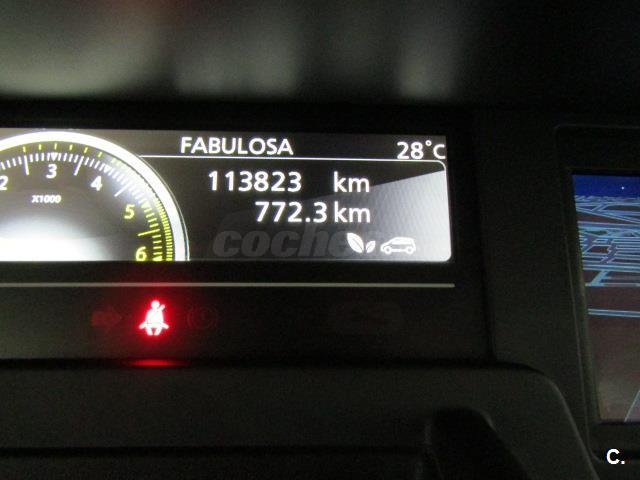 FABULOSA 28°C
113823 km
772.3 km
2 3 4 5 6
X1000
coches
C.